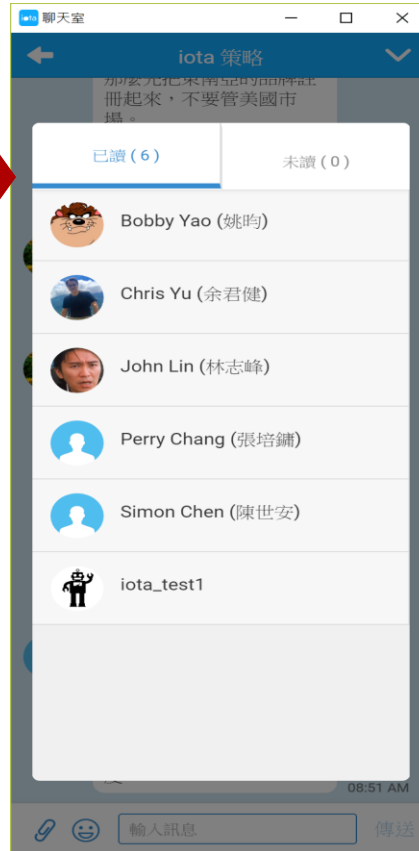 iota 聊天室
iota 策略
那麼先把東南亞的品牌註
冊起來，不要管美國市
場。
已讀 ( 6 )
未讀 ( 0 )
Bobby Yao (姚昀)
Chris Yu (余君健)
John Lin (林志峰)
Perry Chang (張培鏞)
Simon Chen (陳世安)
iota_test1
08:51 AM
輸入訊息
傳送